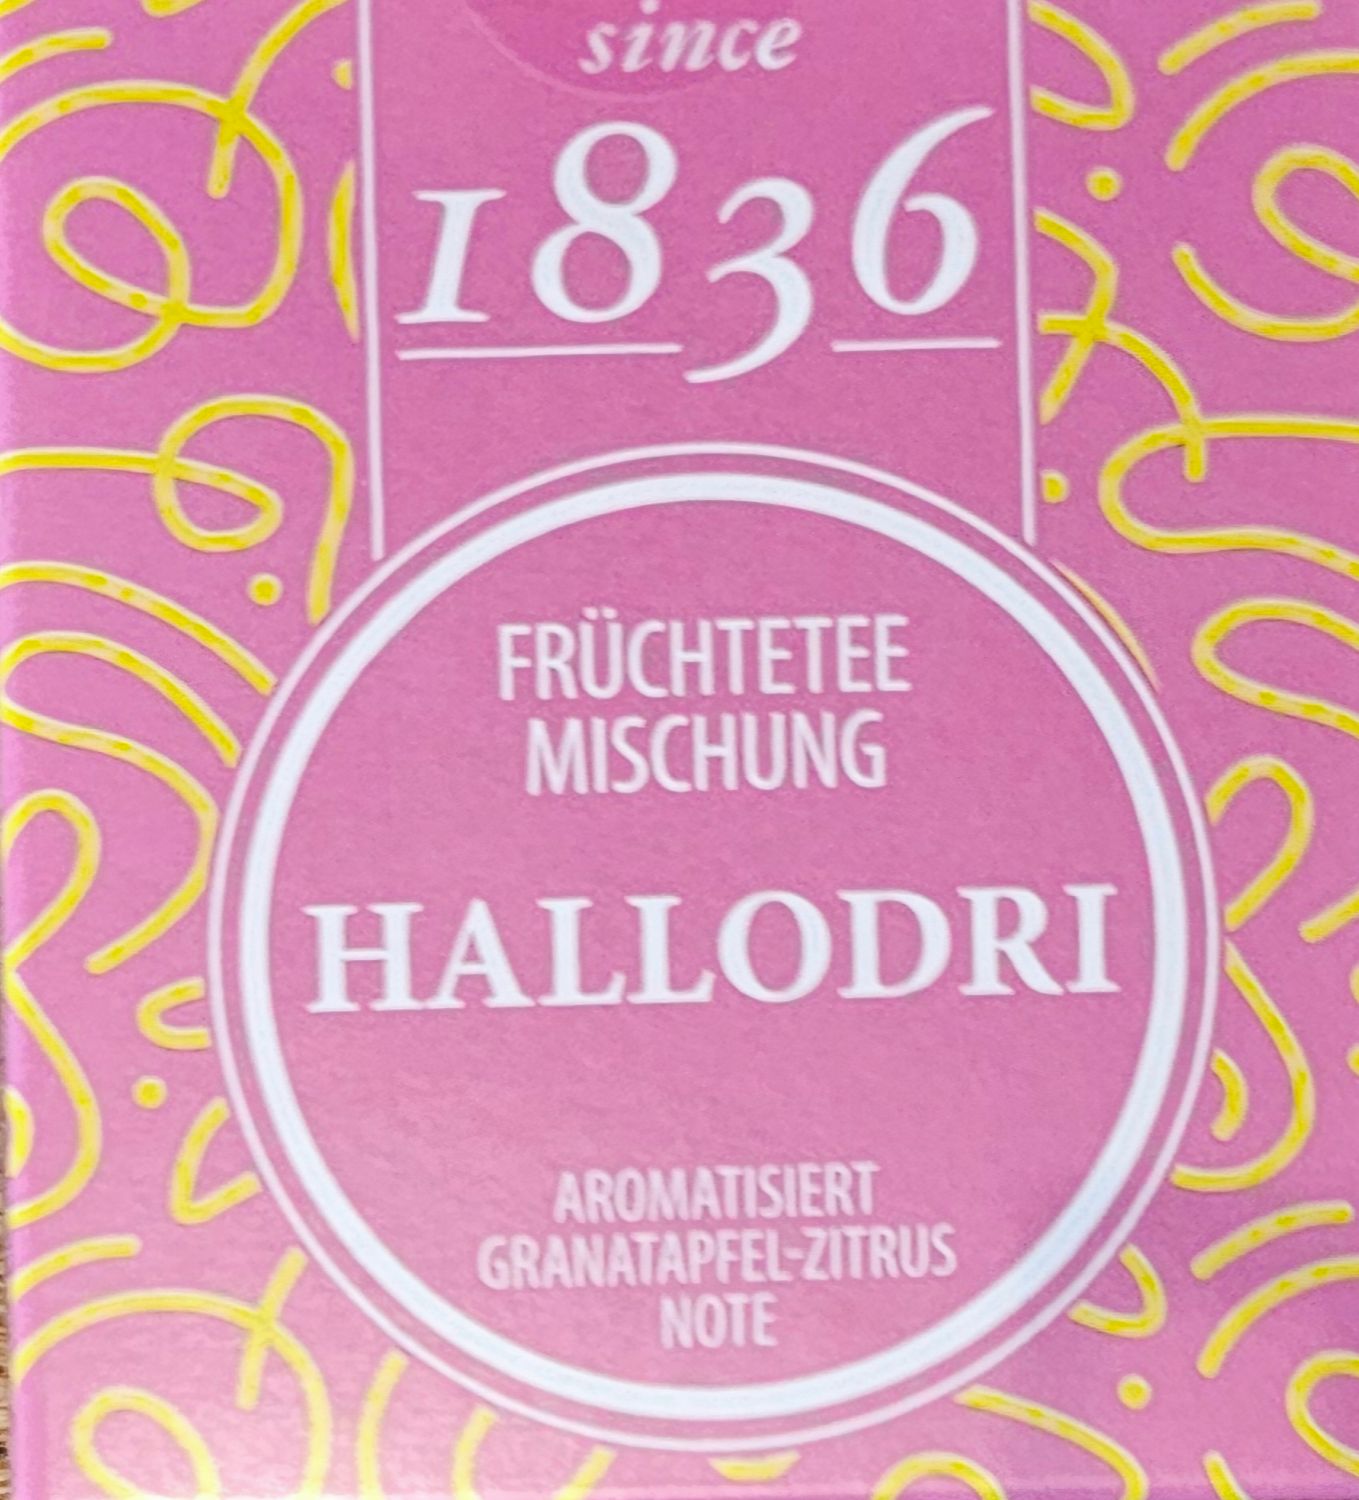 since
1836
FRÜCHTETEE
MISCHUNG
HALLODRI
AROMATISIERT
GRANATAPFEL-ZITRUS
NOTE